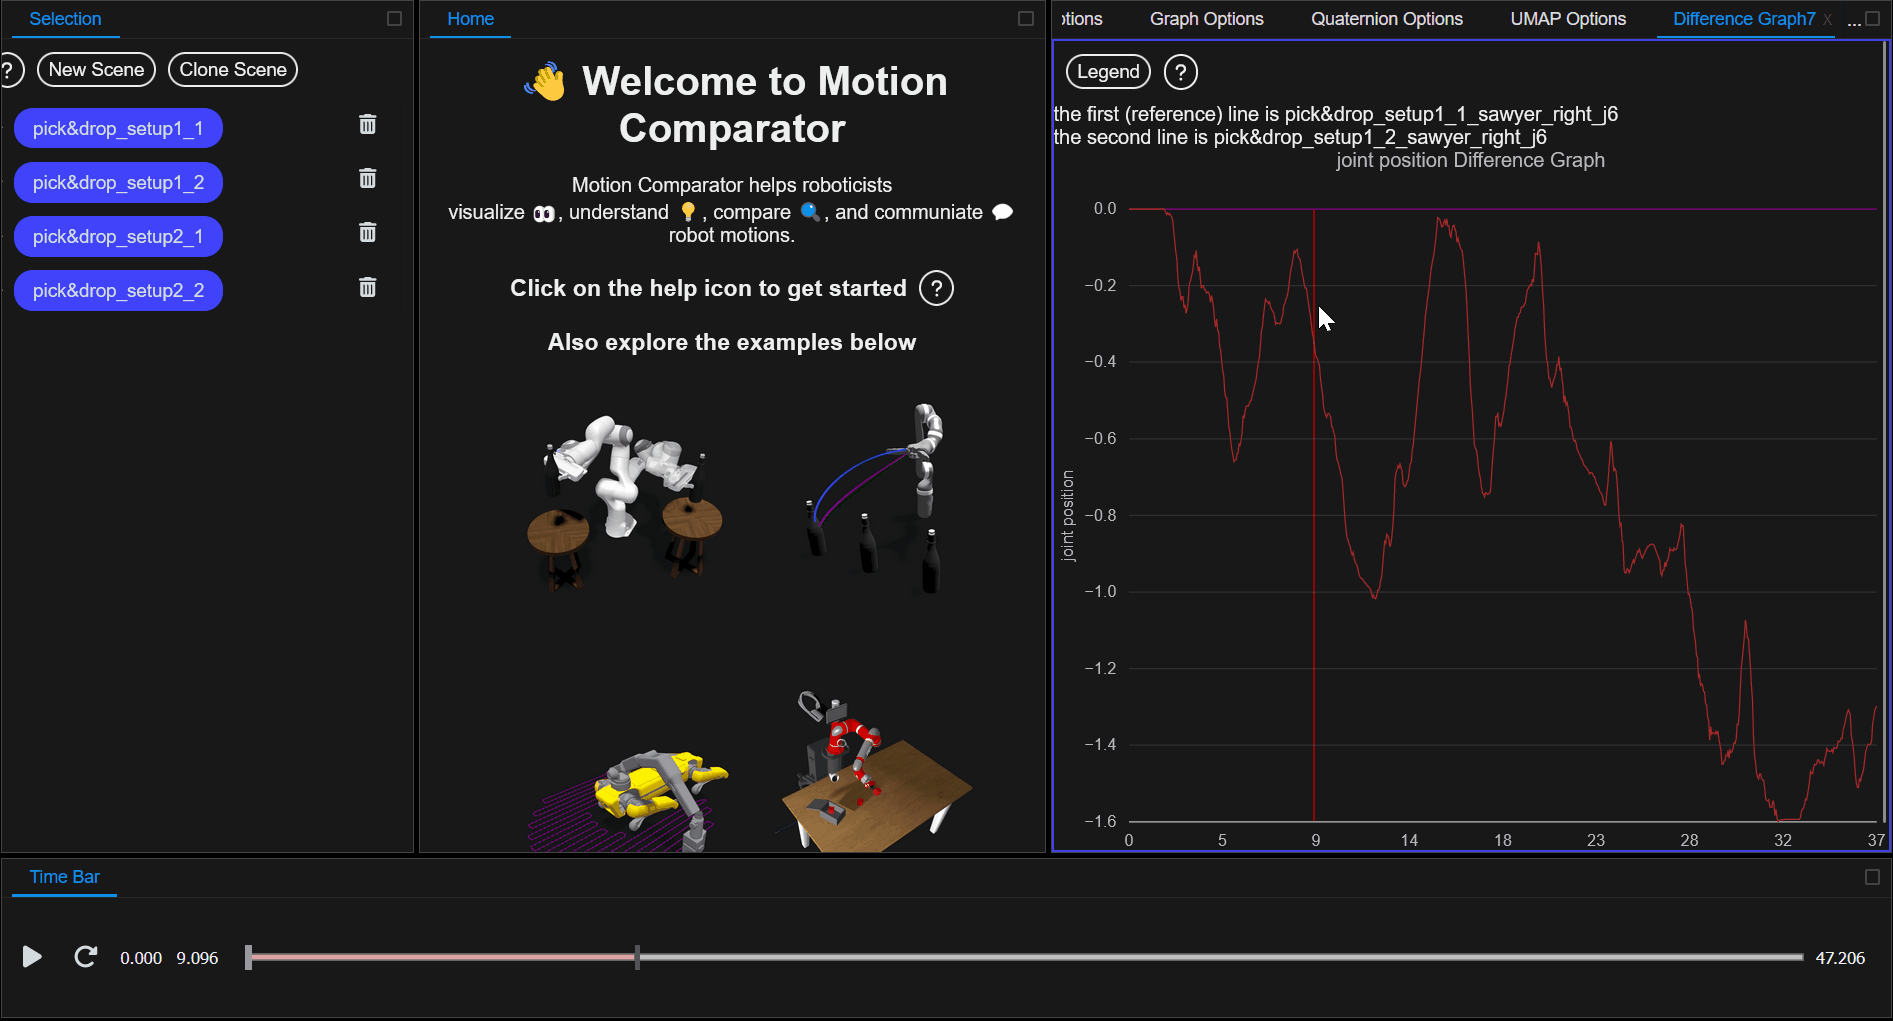 Selection
?
New Scene
Clone Scene
pick&drop_setup1_1
pick&drop_setup1_2
pick&drop_setup2_1
pick&drop_setup2_2
Home
Welcome to Motion
Comparator
Motion Comparator helps roboticists
visualize 👀, understand 💡, compare 🔍, and communiate 💬
robot motions.
Click on the help icon to get started ?
Also explore the examples below
otions
Graph Options
Quaternion Options
UMAP Options
Difference Graph7 X
...
Legend
?
the first (reference) line is pick&drop_setup1_1_sawyer_right_j6
the second line is pick&drop_setup1_2_sawyer_right_j6
joint position Difference Graph
0.0
−0.2
−0.4
−0.6
−0.8
−1.0
−1.2
−1.4
−1.6
joint position
0 5 9 14 18 23 28 32 37
Time Bar
0.000 9.096 47.206